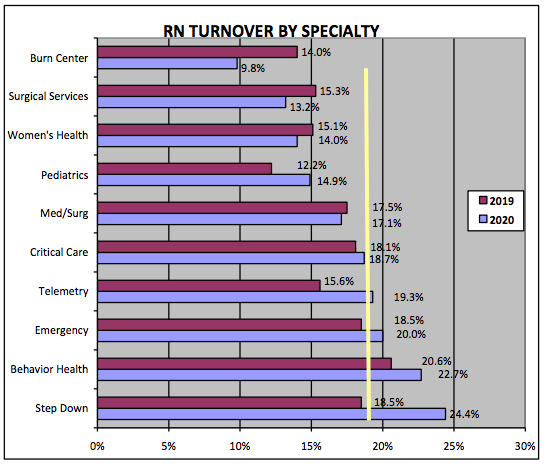 RN TURNOVER BY SPECIALTY
Burn Center
14.0%
9.8%
Surgical Services
15.3%
13.2%
Women's Health
15.1%
14.0%
Pediatrics
12.2%
14.9%
Med/Surg
17.5%
17.1%
Critical Care
18.1%
18.7%
Telemetry
15.6%
19.3%
Emergency
18.5%
20.0%
Behavior Health
20.6%
22.7%
Step Down
18.5%
24.4%
2019
2020
0% 5% 10% 15% 20% 25% 30%